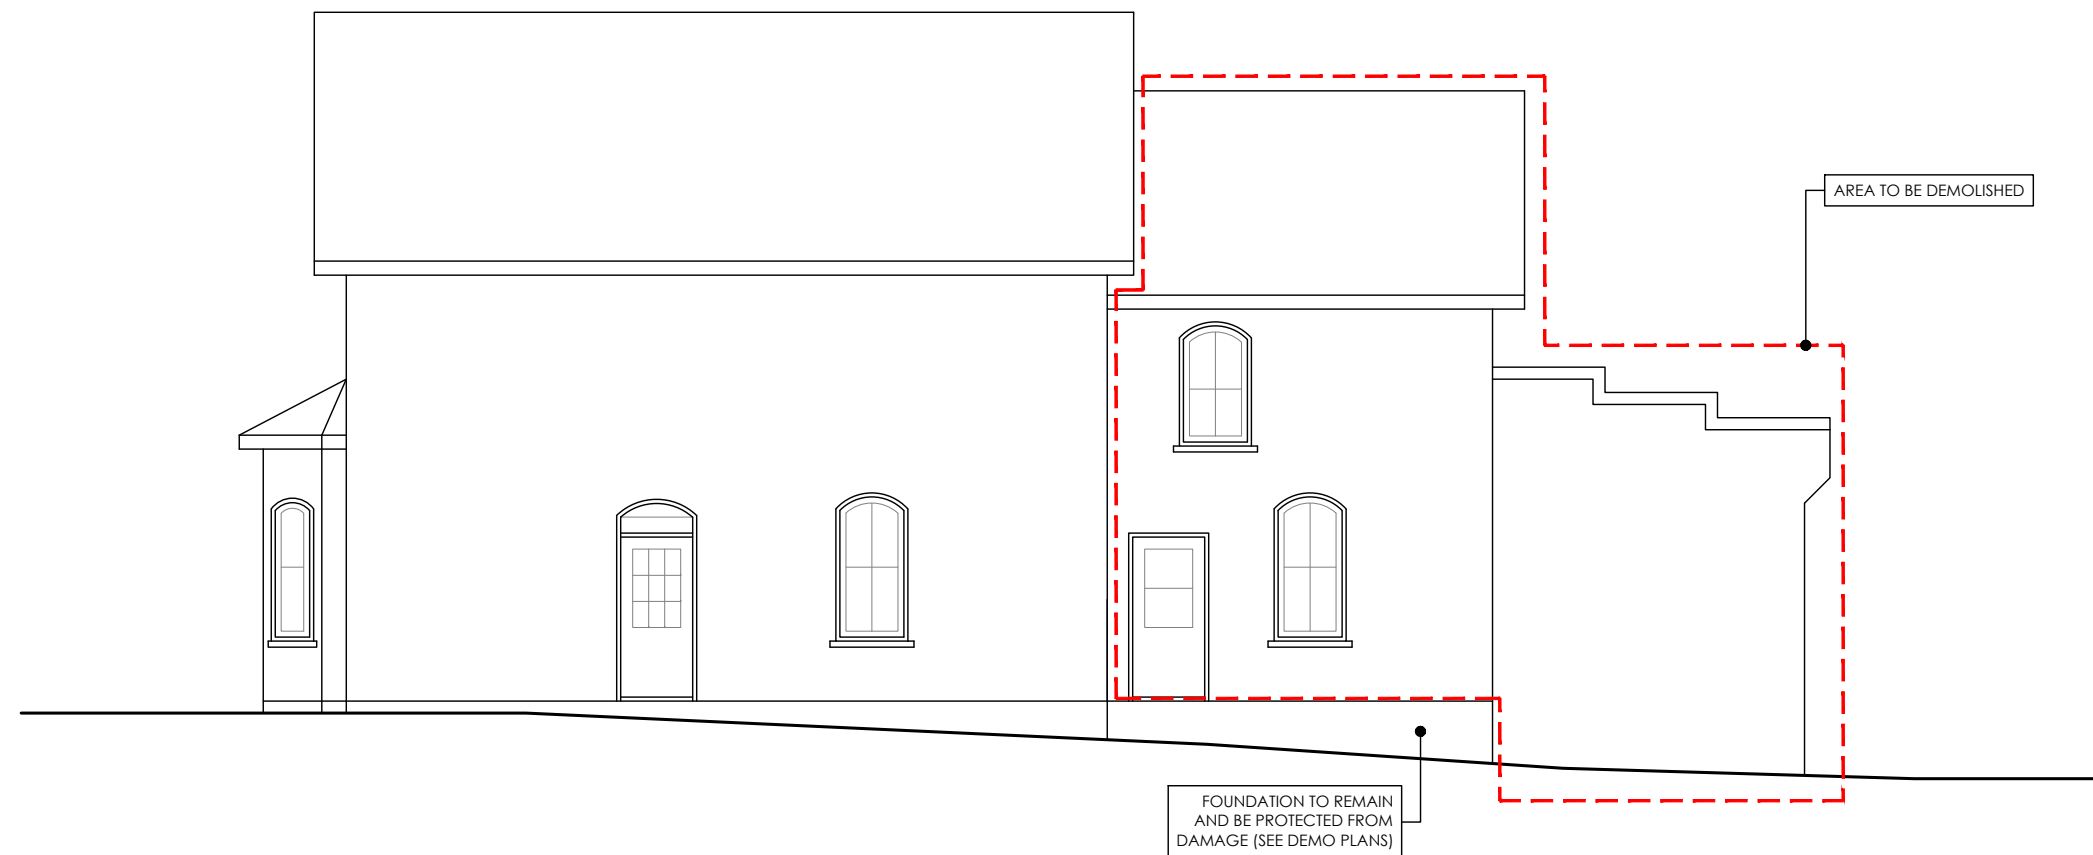 AREA TO BE DEMOLISHED
FOUNDATION TO REMAIN
AND BE PROTECTED FROM
DAMAGE (SEE DEMO PLANS)